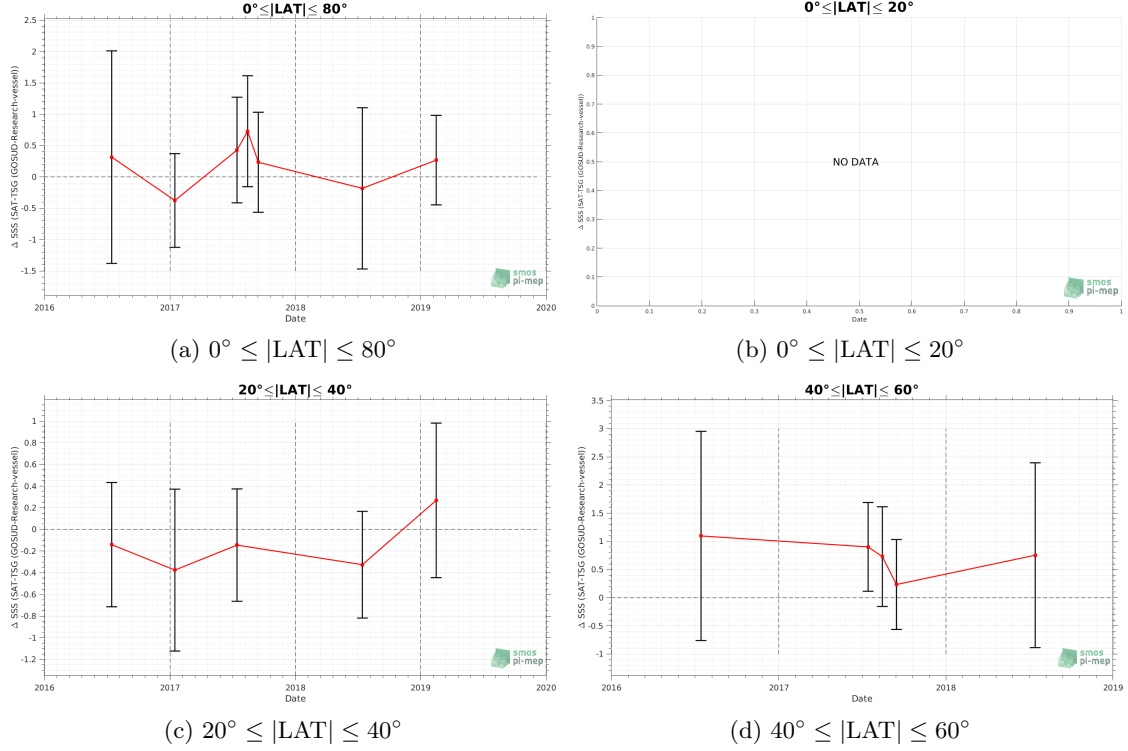 0°≤|LAT|≤ 80°
2.5
2
1.5
1
0.5
0
-0.5
-1
-1.5
Δ SSS (SAT-TSG (GOSUD-Research-vessel))
2016 2017 2018 2019 2020
Date
smos
pi-mep
(a) 0° ≤ |LAT| ≤ 80°
0°≤|LAT|≤ 20°
1
0.9
0.8
0.7
0.6
0.5
0.4
0.3
0.2
0.1
0
Δ SSS (SAT-TSG (GOSUD-Research-vessel))
NO DATA
0 0.1 0.2 0.3 0.4 0.5 0.6 0.7 0.8 0.9 1
Date
smos
pi-mep
(b) 0° ≤ |LAT| ≤ 20°
20°≤|LAT|≤ 40°
1
0.8
0.6
0.4
0.2
0
-0.2
-0.4
-0.6
-0.8
-1
-1.2
Δ SSS (SAT-TSG (GOSUD-Research-vessel))
2016 2017 2018 2019 2020
Date
smos
pi-mep
(c) 20° ≤ |LAT| ≤ 40°
40°≤|LAT|≤ 60°
3.5
3
2.5
2
1.5
1
0.5
0
-0.5
-1
Δ SSS (SAT-TSG (GOSUD-Research-vessel))
2016 2017 2018 2019
Date
smos
pi-mep
(d) 40° ≤ |LAT| ≤ 60°